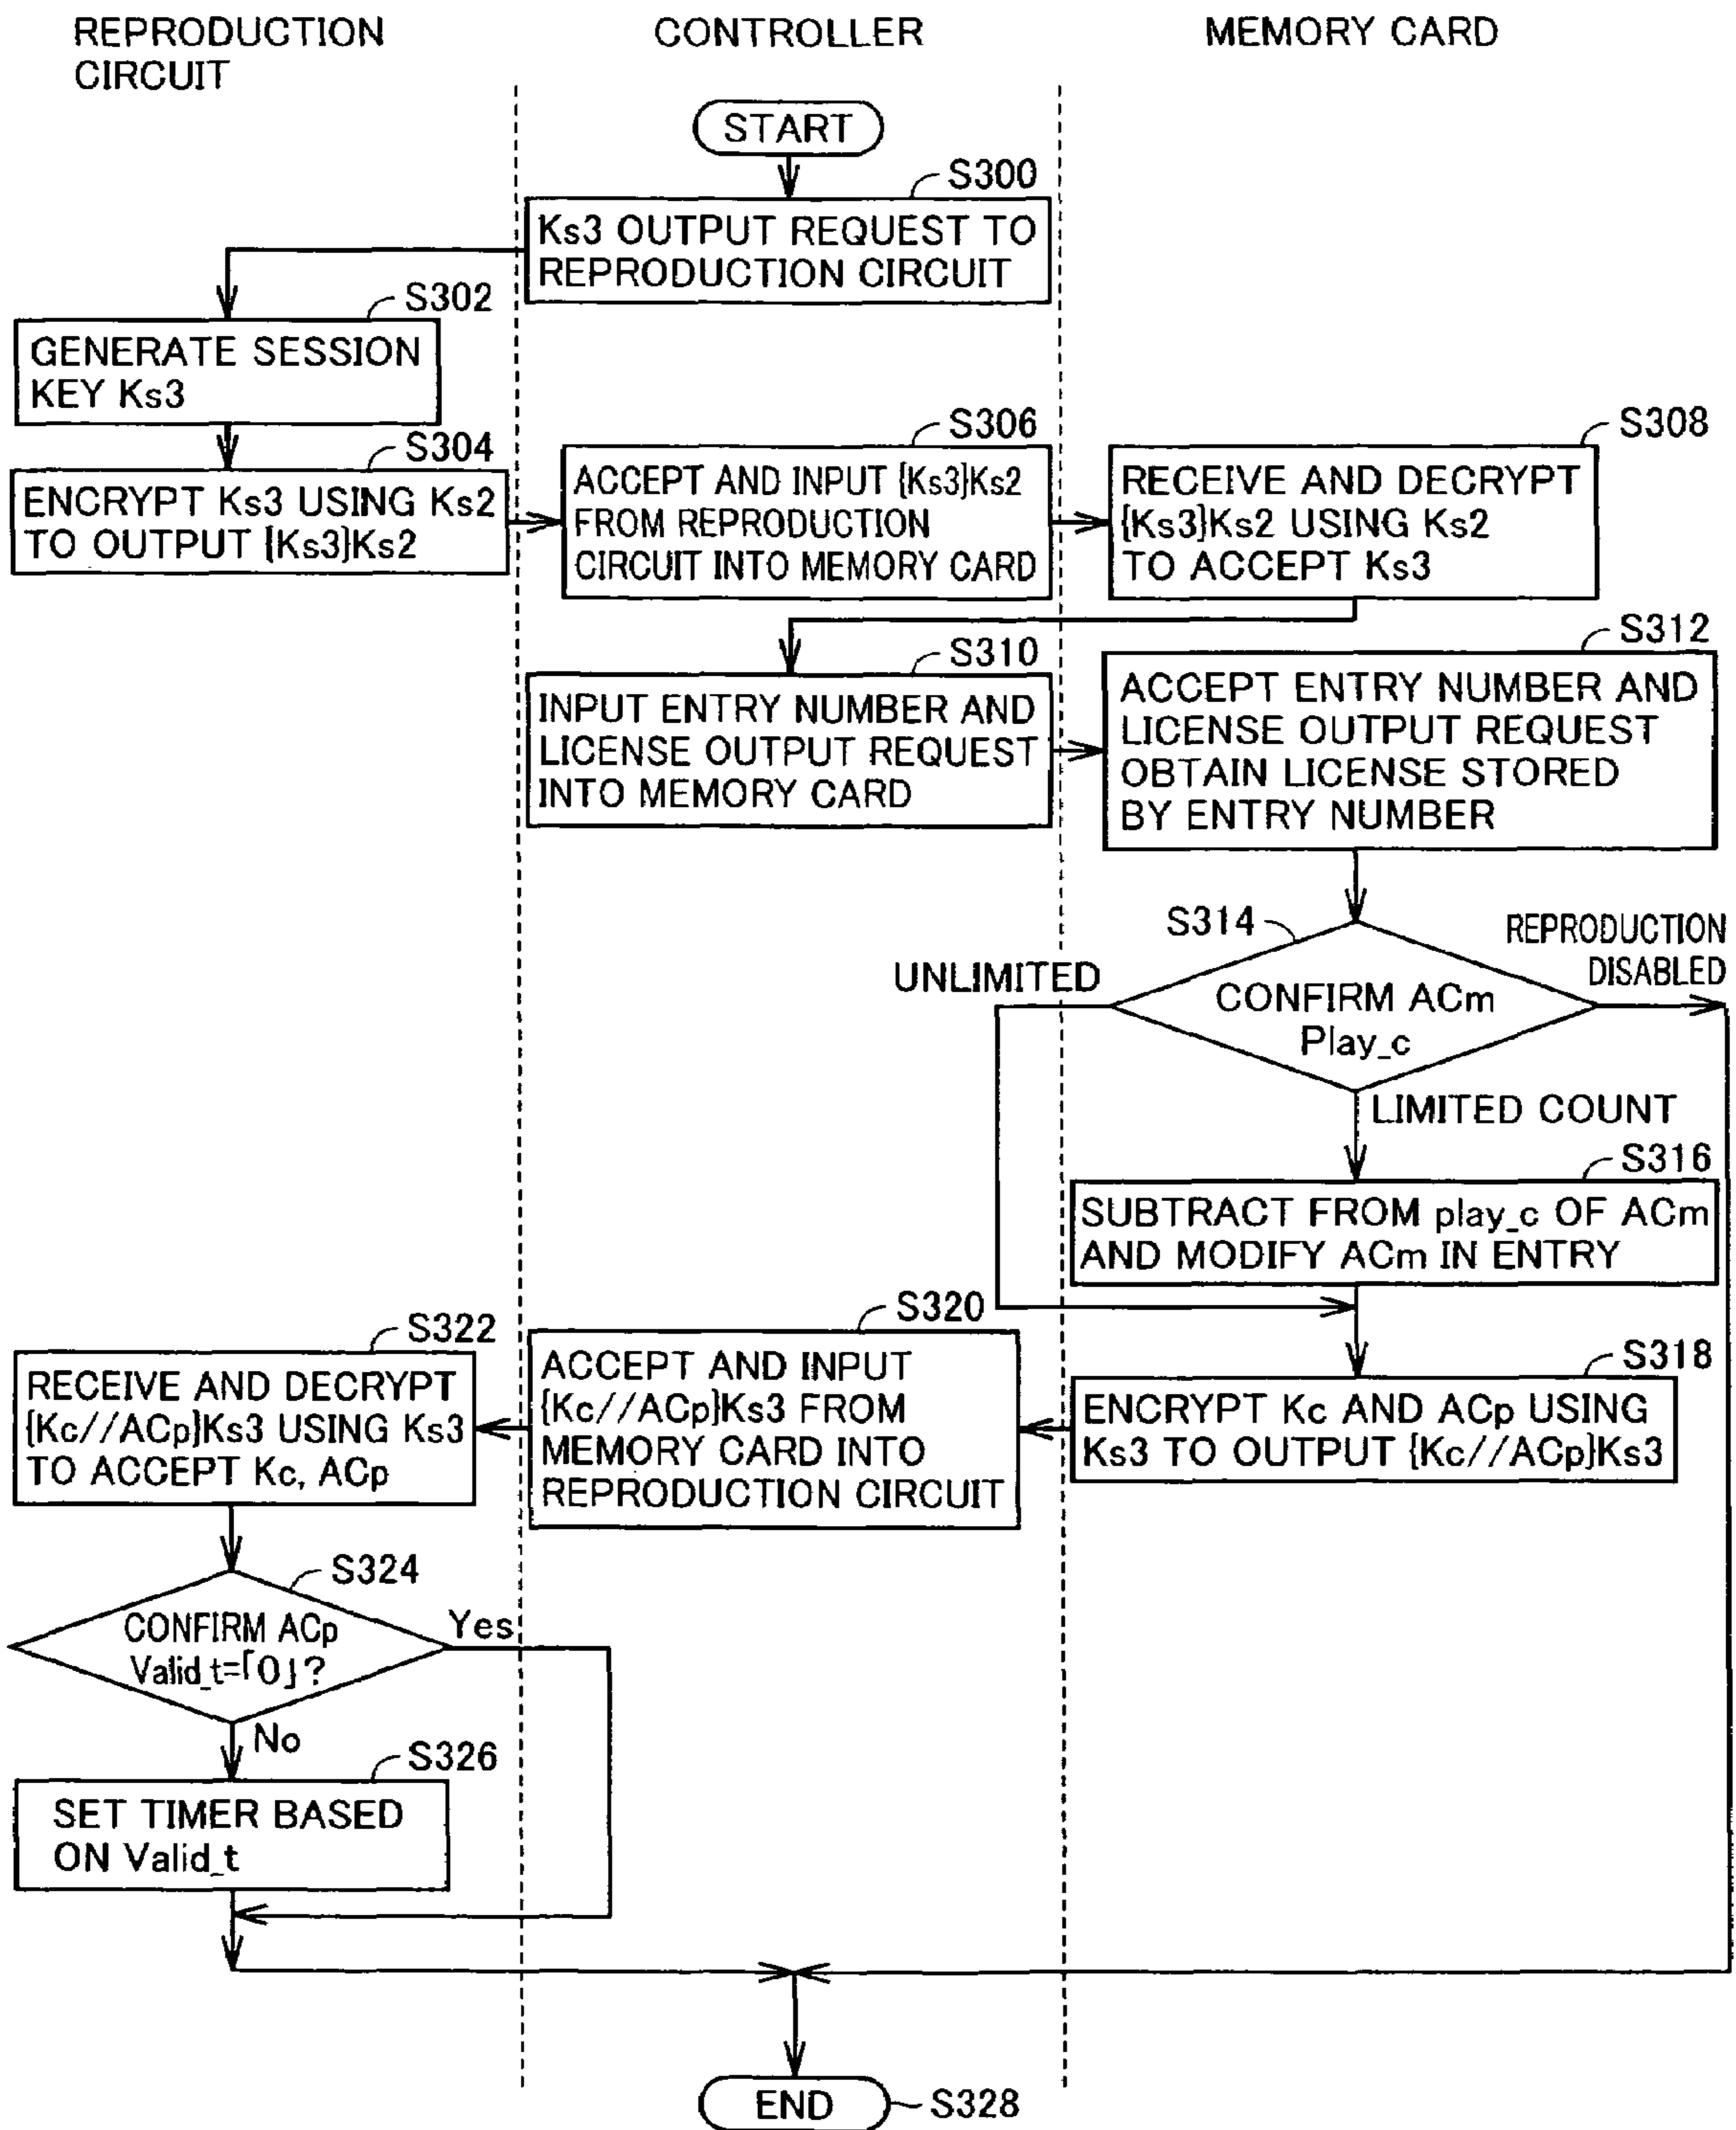 REPRODUCTION
CIRCUIT
CONTROLLER
MEMORY CARD
START
S300
Ks3 OUTPUT REQUEST TO
REPRODUCTION CIRCUIT
S302
GENERATE SESSION
KEY Ks3
S304
ENCRYPT Ks3 USING Ks2
TO OUTPUT {Ks3}Ks2
S306
ACCEPT AND INPUT {Ks3}Ks2
FROM REPRODUCTION
CIRCUIT INTO MEMORY CARD
S308
RECEIVE AND DECRYPT
{Ks3}Ks2 USING Ks2
TO ACCEPT Ks3
S310
INPUT ENTRY NUMBER AND
LICENSE OUTPUT REQUEST
INTO MEMORY CARD
S312
ACCEPT ENTRY NUMBER AND
LICENSE OUTPUT REQUEST
OBTAIN LICENSE STORED
BY ENTRY NUMBER
S314
CONFIRM ACm
Play_c
UNLIMITED
REPRODUCTION
DISABLED
LIMITED COUNT
S316
SUBTRACT FROM play_c OF ACm
AND MODIFY ACm IN ENTRY
S318
ENCRYPT Kc AND ACp USING
Ks3 TO OUTPUT {Kc//ACp}Ks3
S320
ACCEPT AND INPUT
{Kc//ACp}Ks3 FROM
MEMORY CARD INTO
REPRODUCTION CIRCUIT
S322
RECEIVE AND DECRYPT
{Kc//ACp}Ks3 USING Ks3
TO ACCEPT Kc, ACp
S324
CONFIRM ACp
Valid_t=「0」?
Yes
No
S326
SET TIMER BASED
ON Valid_t
END
S328